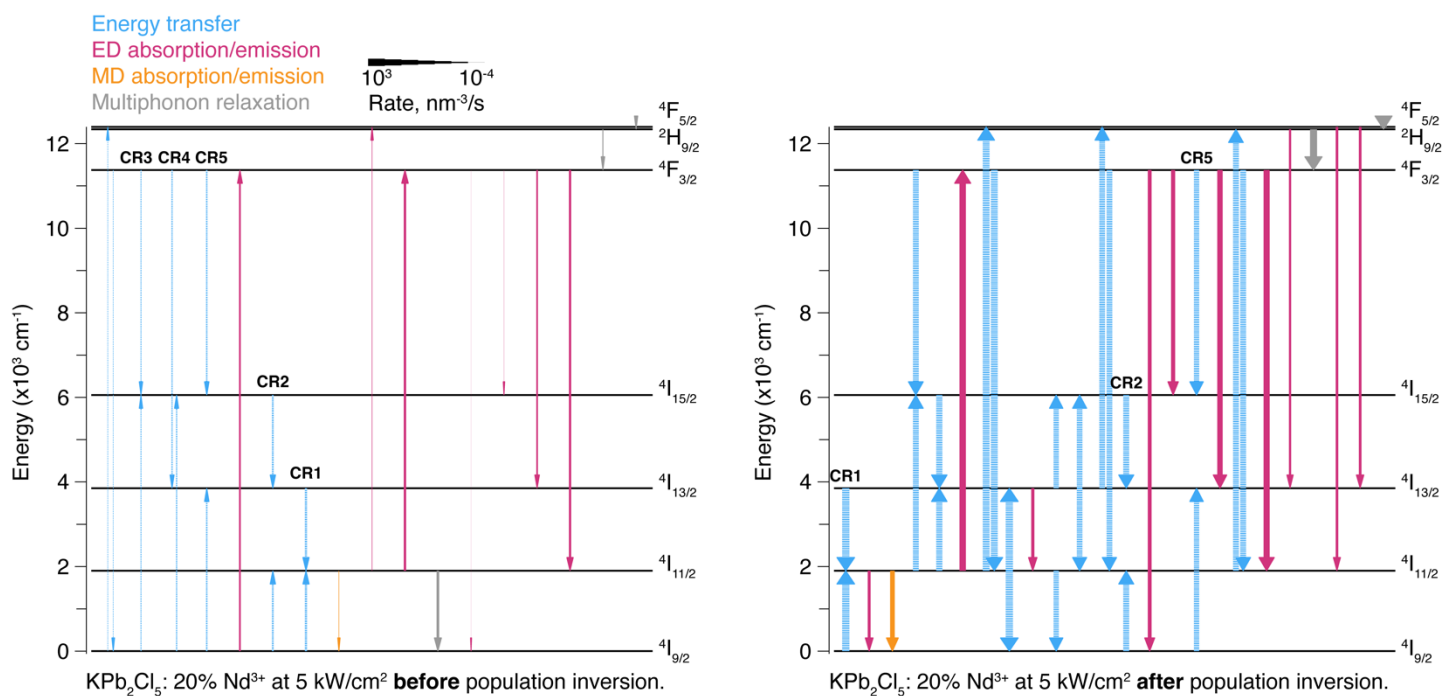 Energy transfer
ED absorption/emission
MD absorption/emission
Multiphonon relaxation
10³ 10⁻⁴
Rate, nm⁻³/s
Energy (x10³ cm⁻¹)
12
10
8
6
4
2
0
CR3 CR4 CR5
CR2
CR1
⁴F₅/₂
²H₉/₂
⁴F₃/₂
⁴I₁₅/₂
⁴I₁₃/₂
⁴I₁₁/₂
⁴I₉/₂
KPb₂Cl₅: 20% Nd³⁺ at 5 kW/cm² before population inversion.
Energy (x10³ cm⁻¹)
12
10
8
6
4
2
0
CR5
CR2
CR1
⁴F₅/₂
²H₉/₂
⁴F₃/₂
⁴I₁₅/₂
⁴I₁₃/₂
⁴I₁₁/₂
⁴I₉/₂
KPb₂Cl₅: 20% Nd³⁺ at 5 kW/cm² after population inversion.